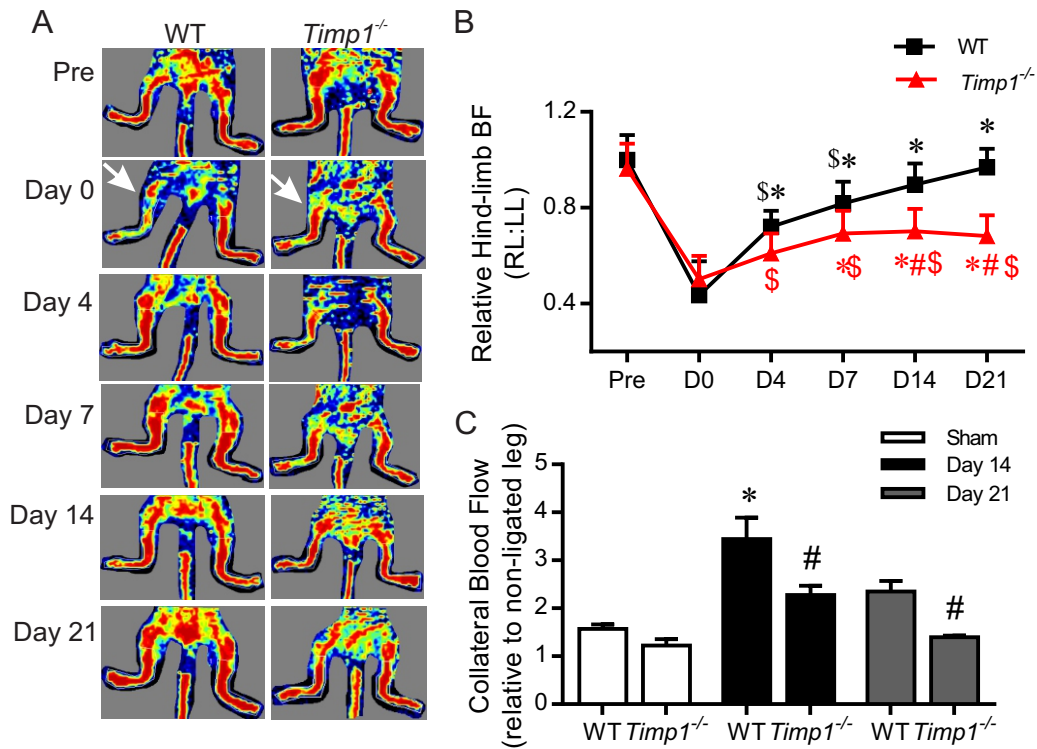 A
WT Timp1-/-
Pre
Day 0
Day 4
Day 7
Day 14
Day 21
B
WT
Timp1-/-
Relative Hind-limb BF
(RL:LL)
1.2
0.8
0.4
$* $* * *
$ *$ *#$ *# $
Pre D0 D4 D7 D14 D21
C
Sham
Day 14
Day 21
Collateral Blood Flow
(relative to non-ligated leg)
5
4
3
2
1
0
* # #
WT Timp1-/- WT Timp1-/- WT Timp1-/-